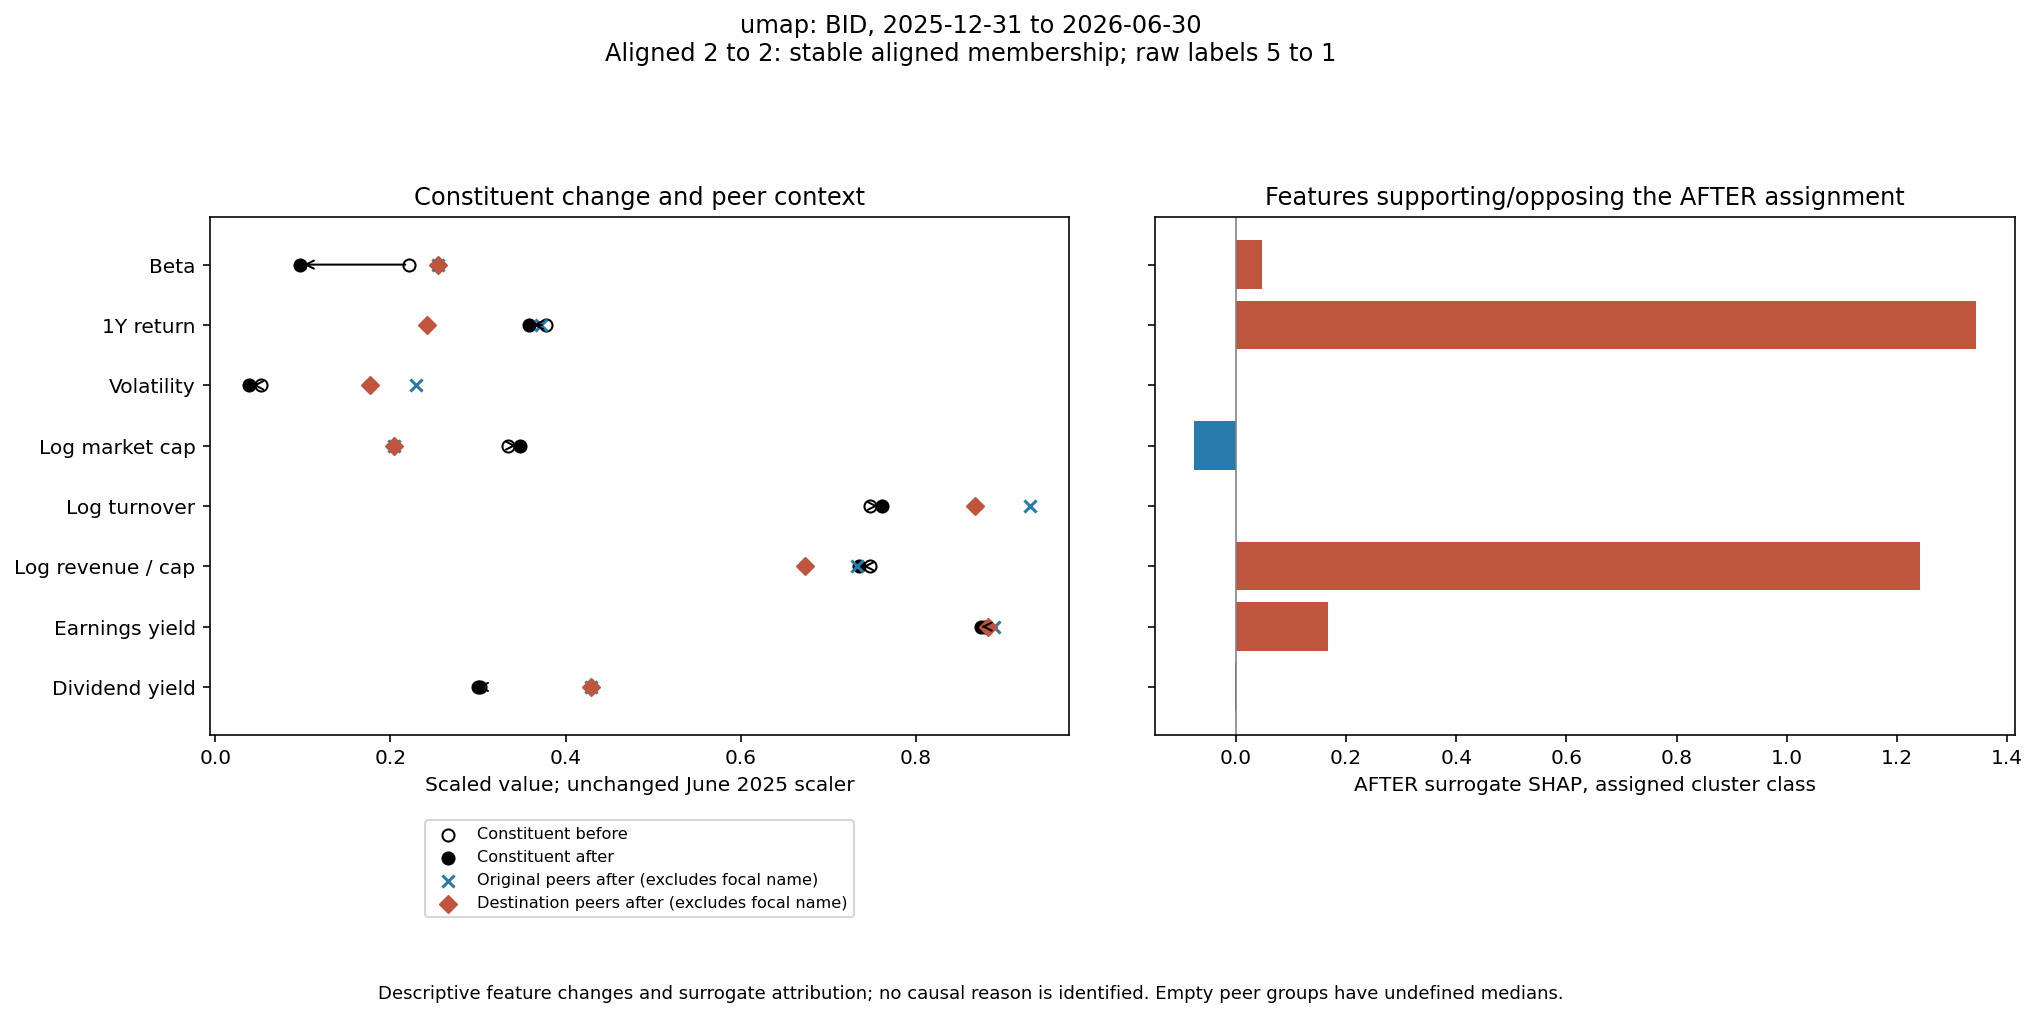 umap: BID, 2025-12-31 to 2026-06-30
Aligned 2 to 2: stable aligned membership; raw labels 5 to 1
Constituent change and peer context
Beta
1Y return
Volatility
Log market cap
Log turnover
Log revenue / cap
Earnings yield
Dividend yield
0.0 0.2 0.4 0.6 0.8
Scaled value; unchanged June 2025 scaler
Constituent before
Constituent after
Original peers after (excludes focal name)
Destination peers after (excludes focal name)
Features supporting/opposing the AFTER assignment
0.0 0.2 0.4 0.6 0.8 1.0 1.2 1.4
AFTER surrogate SHAP, assigned cluster class
Descriptive feature changes and surrogate attribution; no causal reason is identified. Empty peer groups have undefined medians.